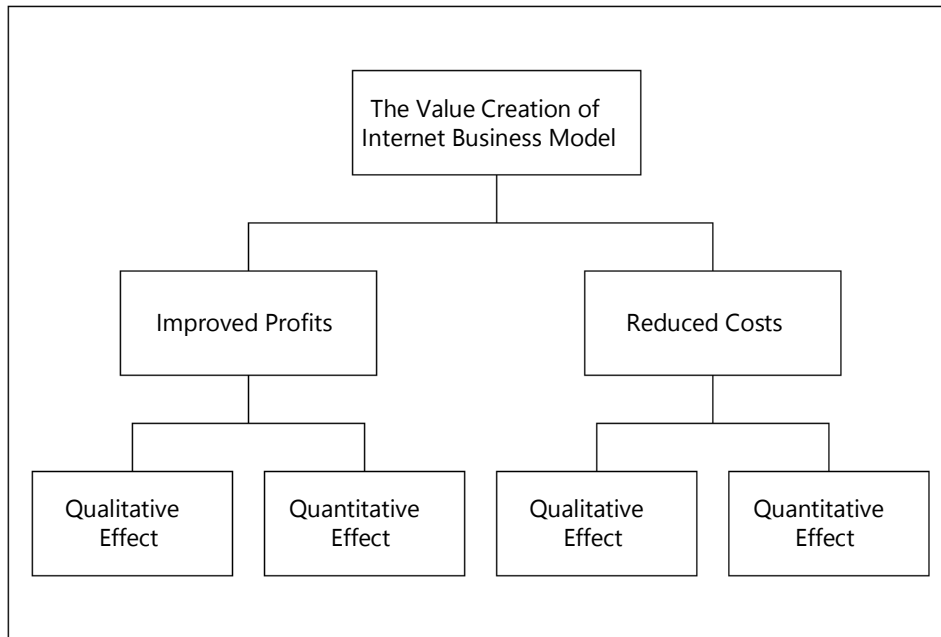 The Value Creation of
Internet Business Model
Improved Profits
Reduced Costs
Qualitative
Effect
Quantitative
Effect
Qualitative
Effect
Quantitative
Effect